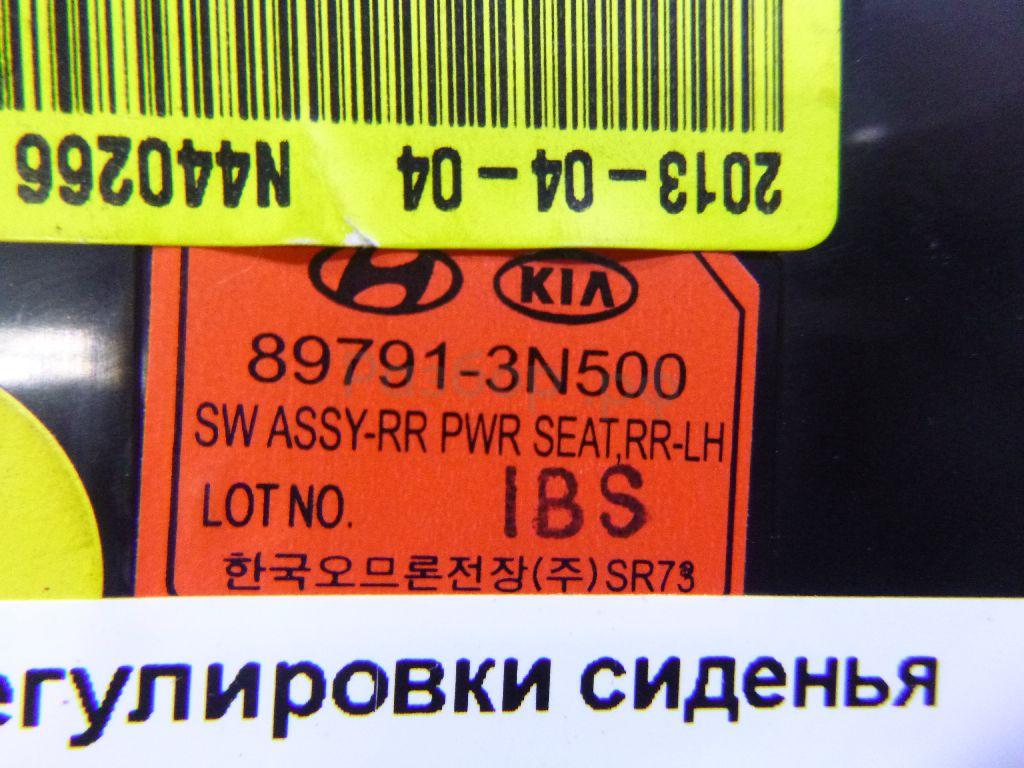 N440266 2013-04-04
KIA
89791-3N500
SW ASSY-RR PWR SEAT,RR-LH
LOT NO. IBS
한국오므론전장(주) SR73
егулировки сиденья